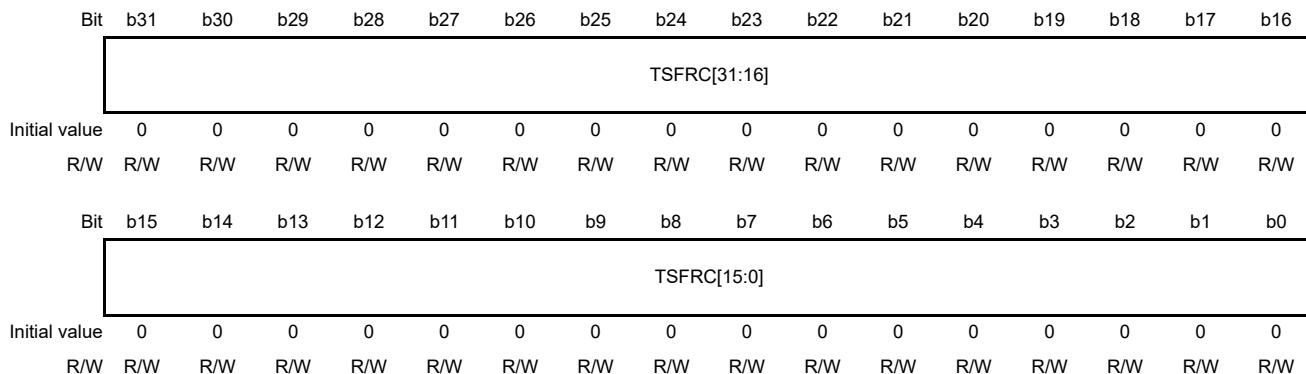 Bit b31 b30 b29 b28 b27 b26 b25 b24 b23 b22 b21 b20 b19 b18 b17 b16
TSFRC[31:16]
Initial value 0 0 0 0 0 0 0 0 0 0 0 0 0 0 0 0
R/W R/W R/W R/W R/W R/W R/W R/W R/W R/W R/W R/W R/W R/W R/W R/W R/W
Bit b15 b14 b13 b12 b11 b10 b9 b8 b7 b6 b5 b4 b3 b2 b1 b0
TSFRC[15:0]
Initial value 0 0 0 0 0 0 0 0 0 0 0 0 0 0 0 0
R/W R/W R/W R/W R/W R/W R/W R/W R/W R/W R/W R/W R/W R/W R/W R/W R/W